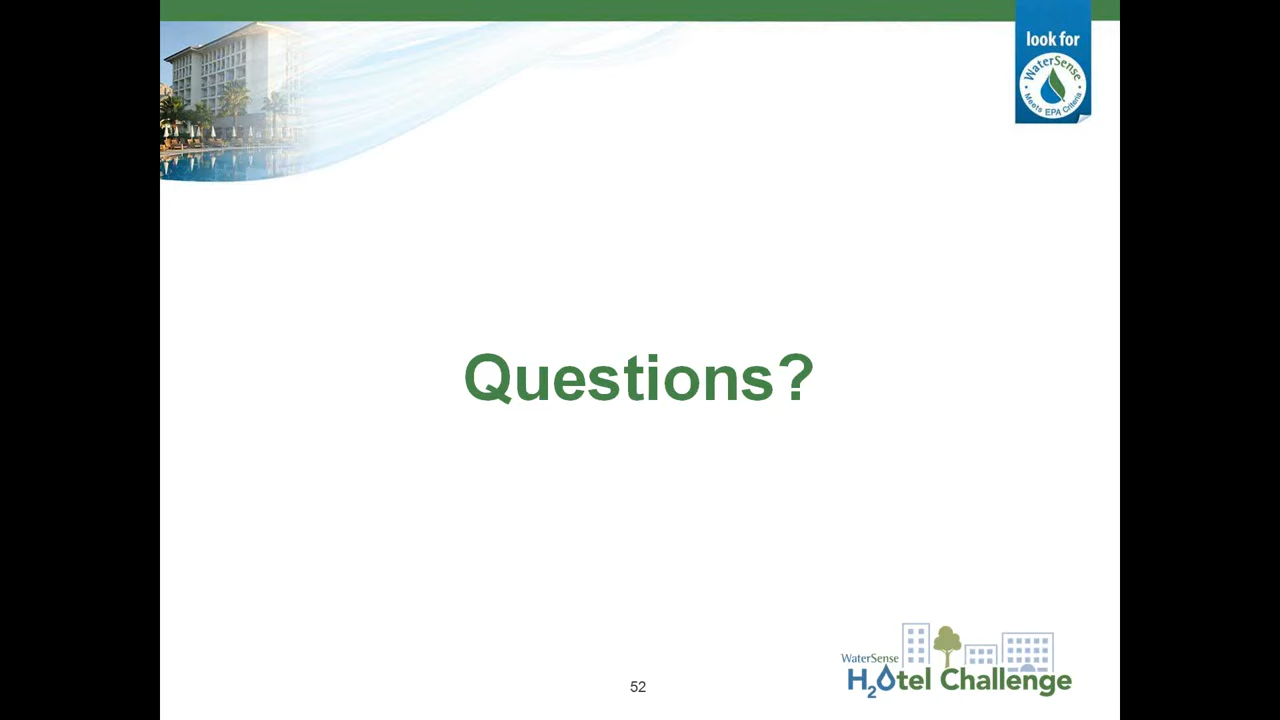 look for
WaterSense
Meets EPA Criteria
Questions?
WaterSense
H2Otel Challenge
52